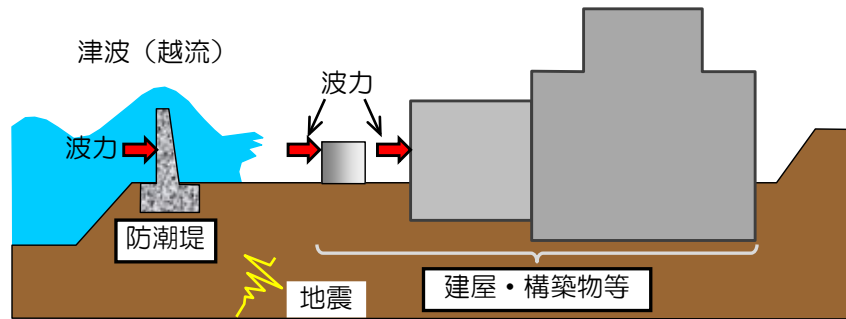 津波（越流）
波力
波力
防潮堤
地震
建屋・構築物等